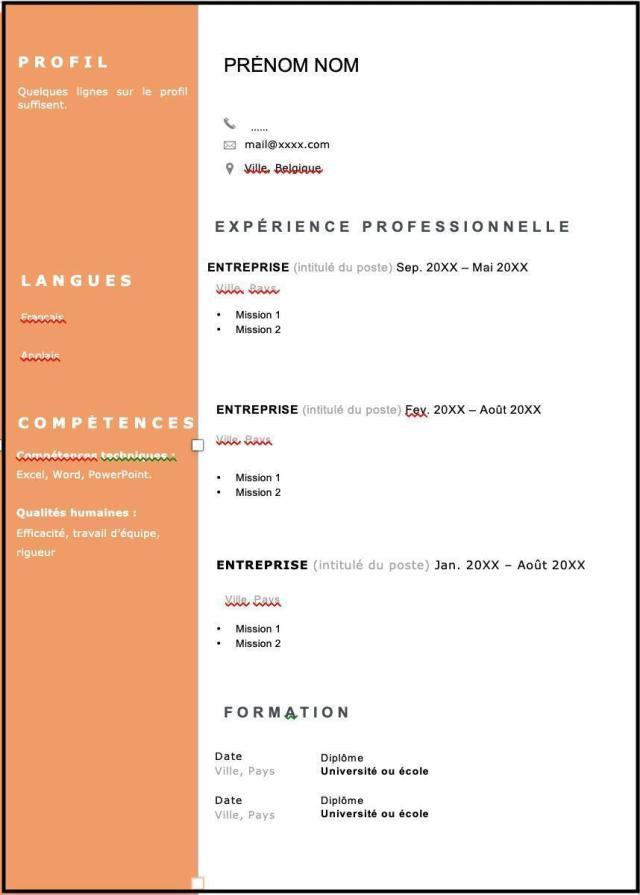 PROFIL
Quelques lignes sur le profil
suffisent.
LANGUES
Français
Anglais
COMPÉTENCES
Compétences techniques :
Excel, Word, PowerPoint.
Qualités humaines :
Efficacité, travail d'équipe,
rigueur
PRÉNOM NOM
......
mail@xxxx.com
Ville, Belgique
EXPÉRIENCE PROFESSIONNELLE
ENTREPRISE (intitulé du poste) Sep. 20XX – Mai 20XX
Ville, Pays
• Mission 1
• Mission 2
ENTREPRISE (intitulé du poste) Fev. 20XX – Août 20XX
Ville, Pays
• Mission 1
• Mission 2
ENTREPRISE (intitulé du poste) Jan. 20XX – Août 20XX
Ville, Pays
• Mission 1
• Mission 2
FORMATION
Date Diplôme
Ville, Pays Université ou école
Date Diplôme
Ville, Pays Université ou école